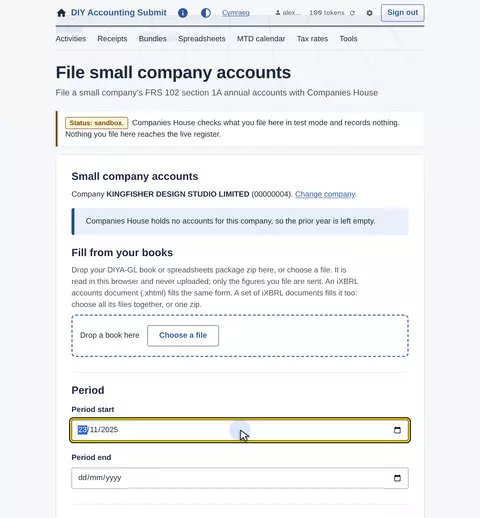 DIY Accounting Submit
Cymraeg
alex...
100 tokens
Sign out
Activities
Receipts
Bundles
Spreadsheets
MTD calendar
Tax rates
Tools
File small company accounts
File a small company's FRS 102 section 1A annual accounts with Companies House
Status: sandbox. Companies House checks what you file here in test mode and records nothing.
Nothing you file here reaches the live register.
Small company accounts
Company KINGFISHER DESIGN STUDIO LIMITED (00000004). Change company.
Companies House holds no accounts for this company, so the prior year is left empty.
Fill from your books
Drop your DIYA-GL book or spreadsheets package zip here, or choose a file. It is
read in this browser and never uploaded; only the figures you file are sent. An iXBRL
accounts document (.xhtml) fills the same form. A set of iXBRL documents fills it too:
choose all its files together, or one zip.
Drop a book here
Choose a file
Period
Period start
23/11/2025
Period end
dd/mm/yyyy